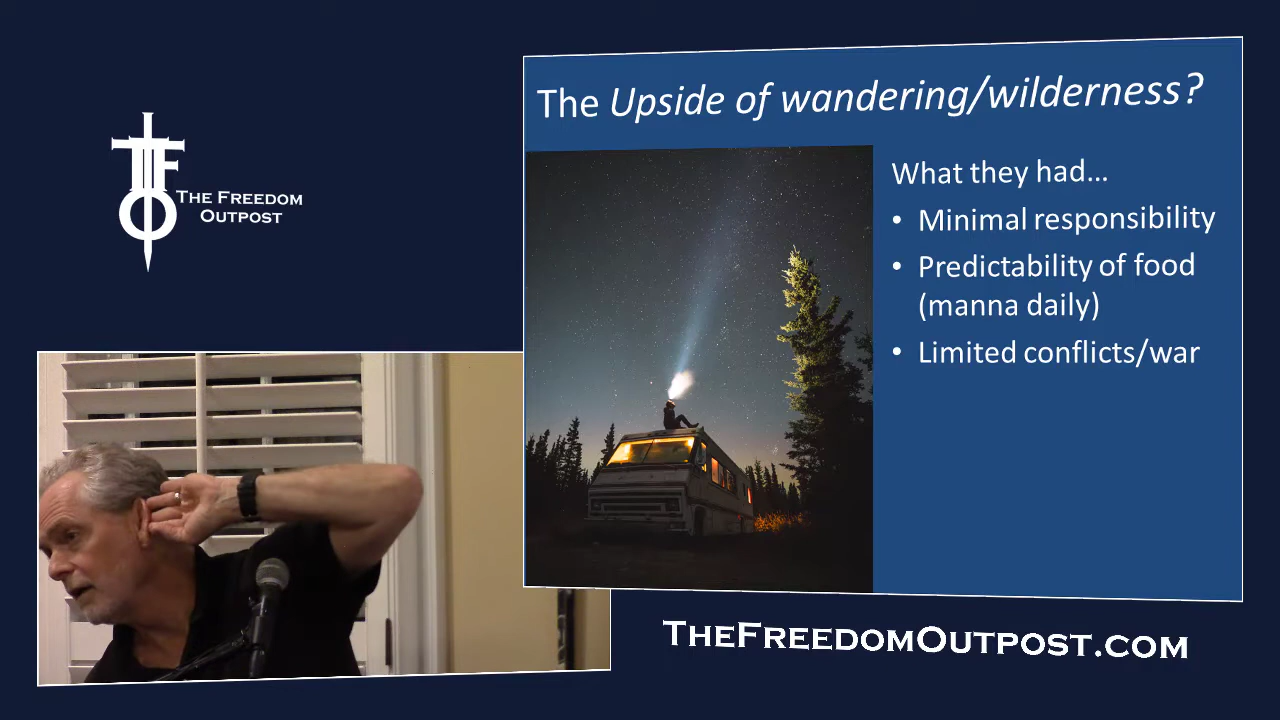 TFO
The Freedom
Outpost
The Upside of wandering/wilderness?
What they had...
• Minimal responsibility
• Predictability of food
(manna daily)
• Limited conflicts/war
TheFreedomOutpost.com